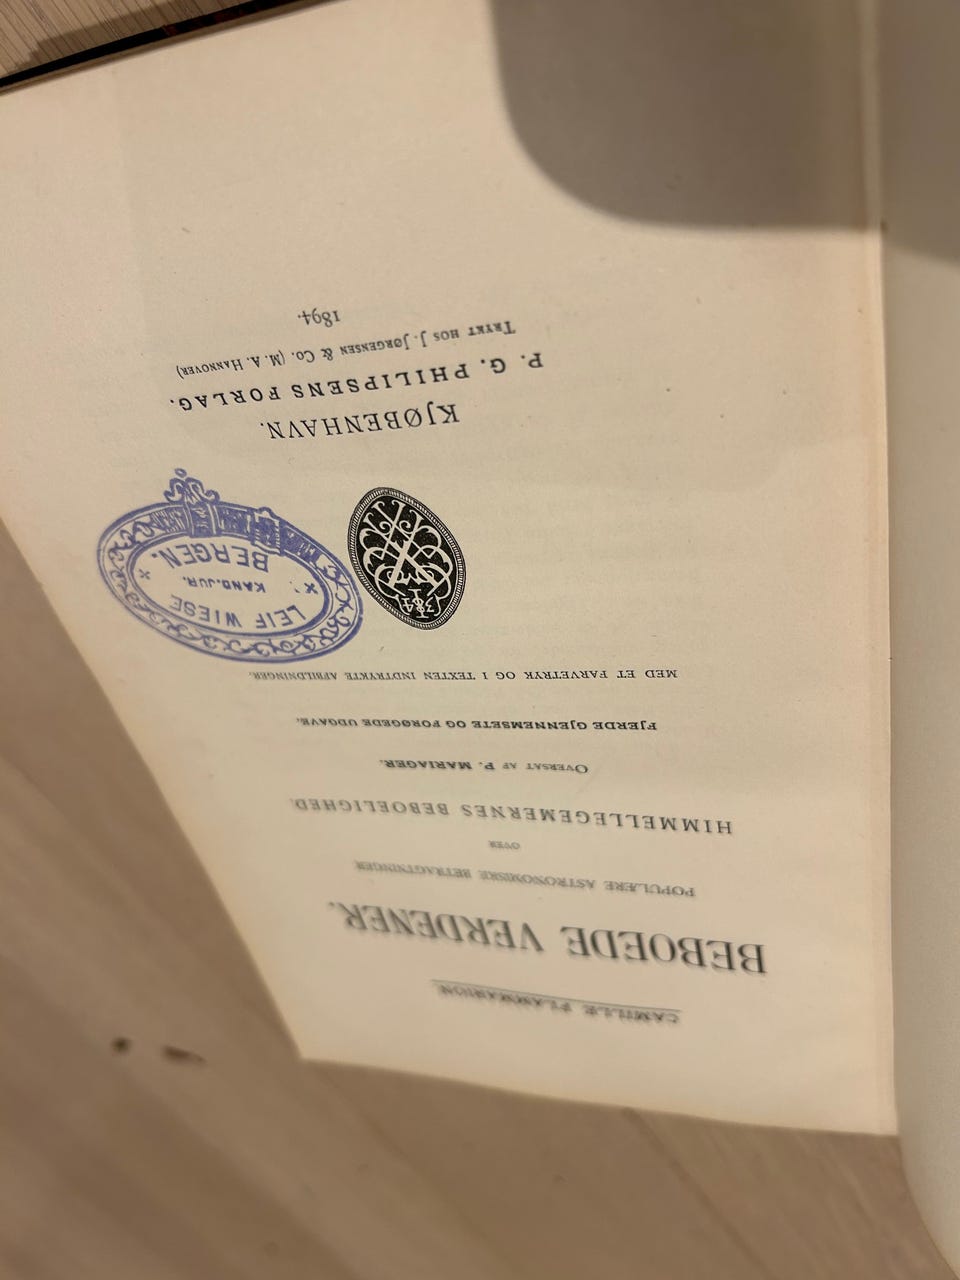 CAMILLE FLAMMARION
BEBOEDE VERDENER.
POPULÆRE ASTRONOMISKE BETRAGTNINGER
OVER
HIMMELLEGEMERNES BEBOELIGHED.
OVERSAT AF P. MARIAGER.
FJERDE GJENNEMSETE OG FORØGEDE UDGAVE.
MED ET FARVETRYK OG I TEXTEN INDTRYKTE AFBILDNINGER.
LEIF WIESE
KAND. JUR.
BERGEN.
KJØBENHAVN.
P. G. PHILIPSENS FORLAG.
TRYKT HOS J. JØRGENSEN & CO. (M. A. HANNOVER)
1894.